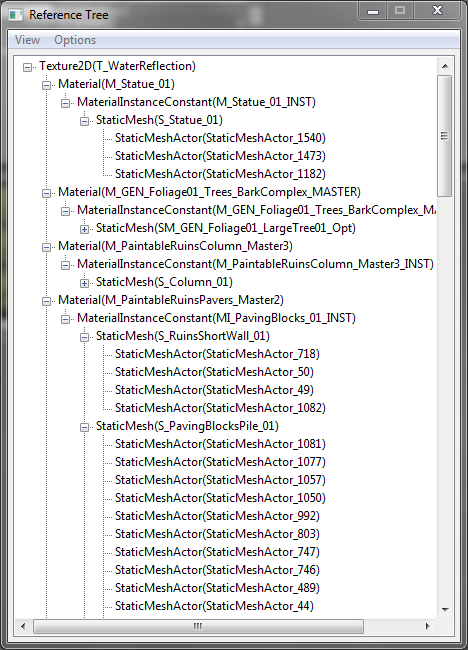 Reference Tree
View Options
Texture2D(T_WaterReflection)
Material(M_Statue_01)
MaterialInstanceConstant(M_Statue_01_INST)
StaticMesh(S_Statue_01)
StaticMeshActor(StaticMeshActor_1540)
StaticMeshActor(StaticMeshActor_1473)
StaticMeshActor(StaticMeshActor_1182)
Material(M_GEN_Foliage01_Trees_BarkComplex_MASTER)
MaterialInstanceConstant(M_GEN_Foliage01_Trees_BarkComplex_MA
StaticMesh(SM_GEN_Foliage01_LargeTree01_Opt)
Material(M_PaintableRuinsColumn_Master3)
MaterialInstanceConstant(M_PaintableRuinsColumn_Master3_INST)
StaticMesh(S_Column_01)
Material(M_PaintableRuinsPavers_Master2)
MaterialInstanceConstant(MI_PavingBlocks_01_INST)
StaticMesh(S_RuinsShortWall_01)
StaticMeshActor(StaticMeshActor_718)
StaticMeshActor(StaticMeshActor_50)
StaticMeshActor(StaticMeshActor_49)
StaticMeshActor(StaticMeshActor_1082)
StaticMesh(S_PavingBlocksPile_01)
StaticMeshActor(StaticMeshActor_1081)
StaticMeshActor(StaticMeshActor_1077)
StaticMeshActor(StaticMeshActor_1057)
StaticMeshActor(StaticMeshActor_1050)
StaticMeshActor(StaticMeshActor_992)
StaticMeshActor(StaticMeshActor_803)
StaticMeshActor(StaticMeshActor_747)
StaticMeshActor(StaticMeshActor_746)
StaticMeshActor(StaticMeshActor_489)
StaticMeshActor(StaticMeshActor_44)